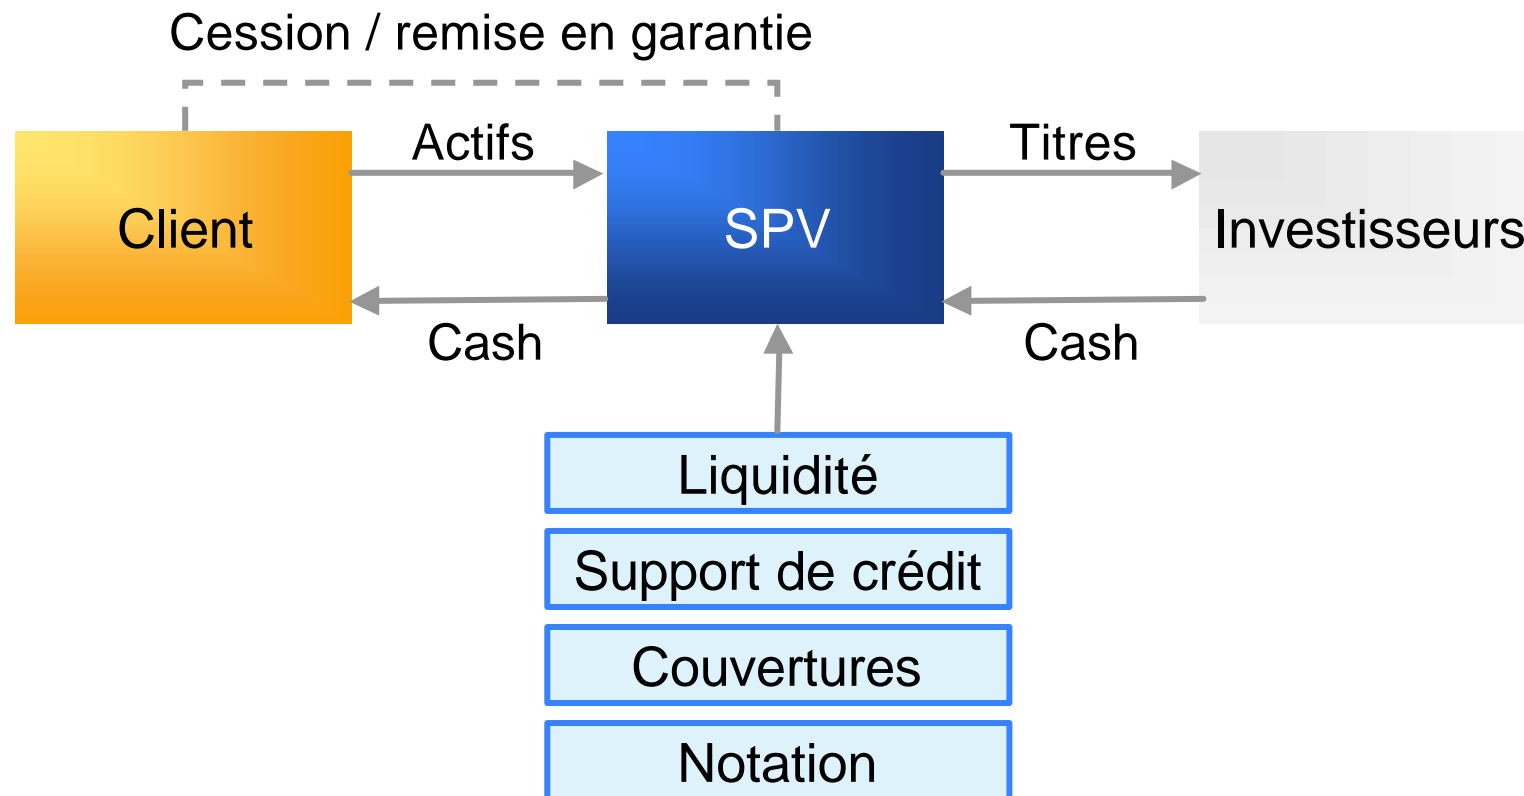 Cession / remise en garantie
Actifs
Titres
Client
SPV
Investisseurs
Cash
Cash
Liquidité
Support de crédit
Couvertures
Notation